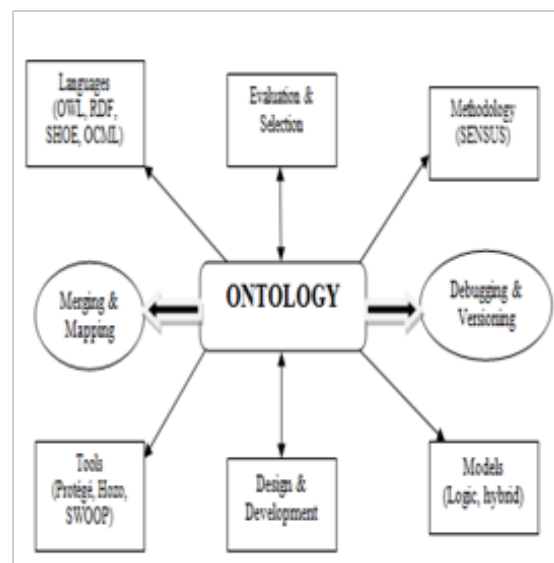 Languages
(OWL, RDF,
SHOE, OCML)
Evaluation &
Selection
Methodology
(SENSUS)
Merging &
Mapping
ONTOLOGY
Debugging &
Versioning
Tools
(Protégé, Hozo,
SWOOP)
Design &
Development
Models
(Logic, hybrid)